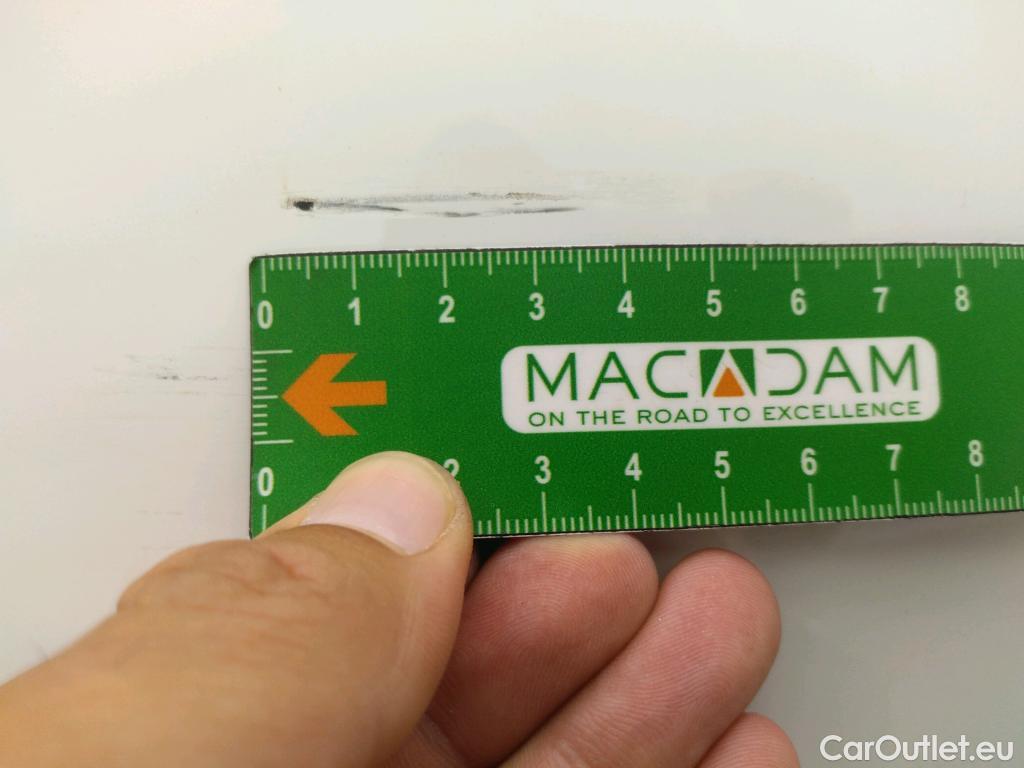 0 1 2 3 4 5 6 7 8
MACADAM
ON THE ROAD TO EXCELLENCE
0 2 3 4 5 6 7 8
CarOutlet.eu